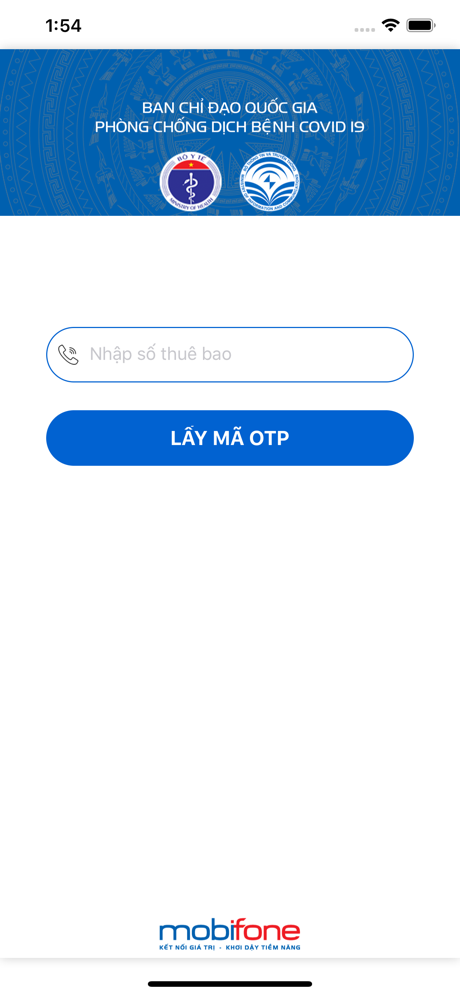 1:54
BAN CHỈ ĐẠO QUỐC GIA
PHÒNG CHỐNG DỊCH BỆNH COVID 19
BỘ Y TẾ
MINISTRY OF HEALTH
Nhập số thuê bao
LẤY MÃ OTP
mobifone
KẾT NỐI GIÁ TRỊ - KHƠI DẬY TIỀM NĂNG